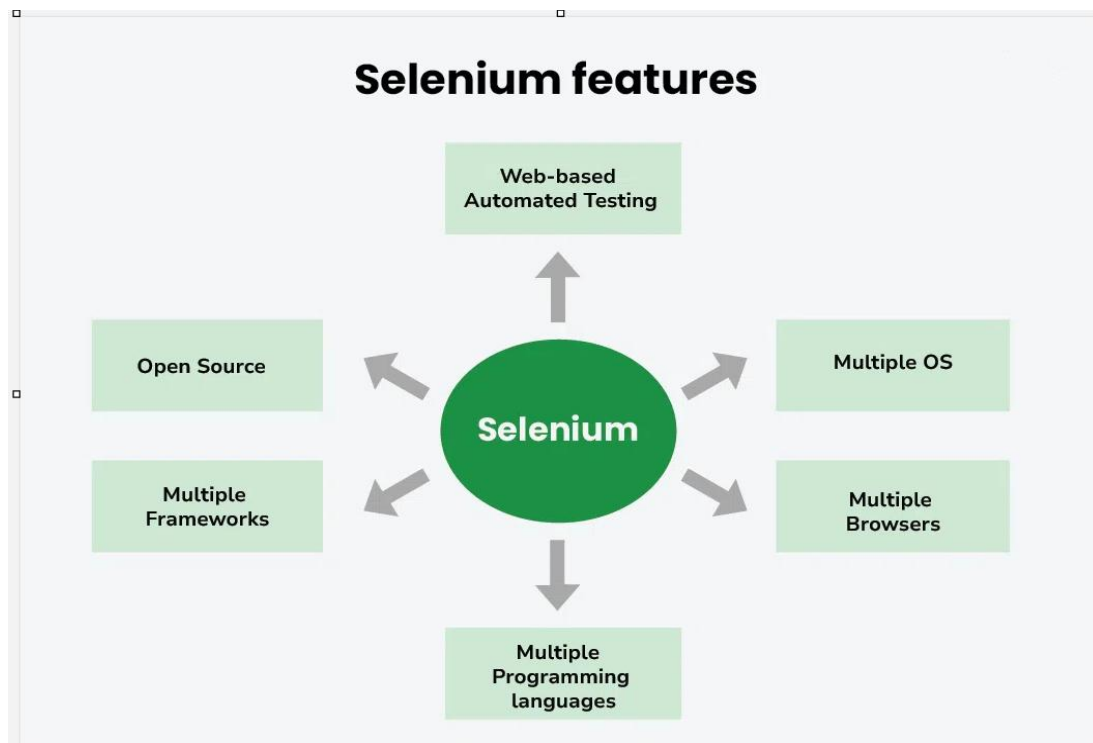 Selenium features
Web-based
Automated Testing
Open Source
Multiple OS
Selenium
Multiple
Frameworks
Multiple
Browsers
Multiple
Programming
languages